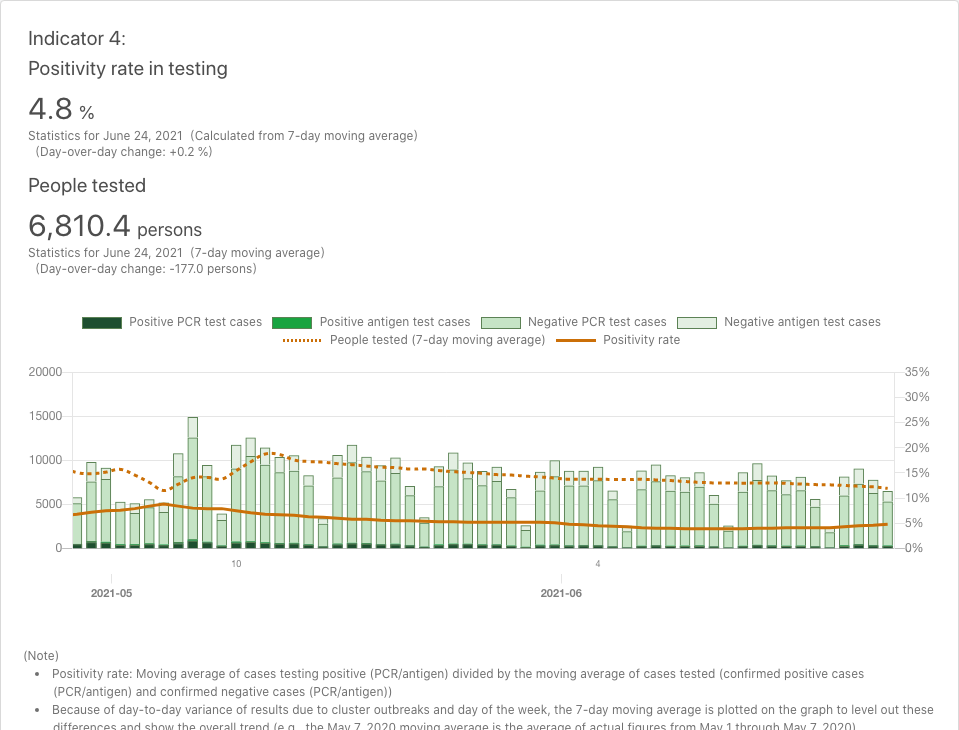 Indicator 4:
Positivity rate in testing
4.8 %
Statistics for June 24, 2021 (Calculated from 7-day moving average)
(Day-over-day change: +0.2 %)
People tested
6,810.4 persons
Statistics for June 24, 2021 (7-day moving average)
(Day-over-day change: -177.0 persons)
Positive PCR test cases Positive antigen test cases Negative PCR test cases Negative antigen test cases
People tested (7-day moving average) Positivity rate
20000 35%
30%
15000 25%
20%
10000 15%
10%
5000 5%
0 0%
10 4
2021-05 2021-06
(Note)
• Positivity rate: Moving average of cases testing positive (PCR/antigen) divided by the moving average of cases tested (confirmed positive cases
(PCR/antigen) and confirmed negative cases (PCR/antigen))
• Because of day-to-day variance of results due to cluster outbreaks and day of the week, the 7-day moving average is plotted on the graph to level out these
differences and show the overall trend (e.g., the May 7, 2020 moving average is the average of actual figures from May 1 through May 7, 2020)